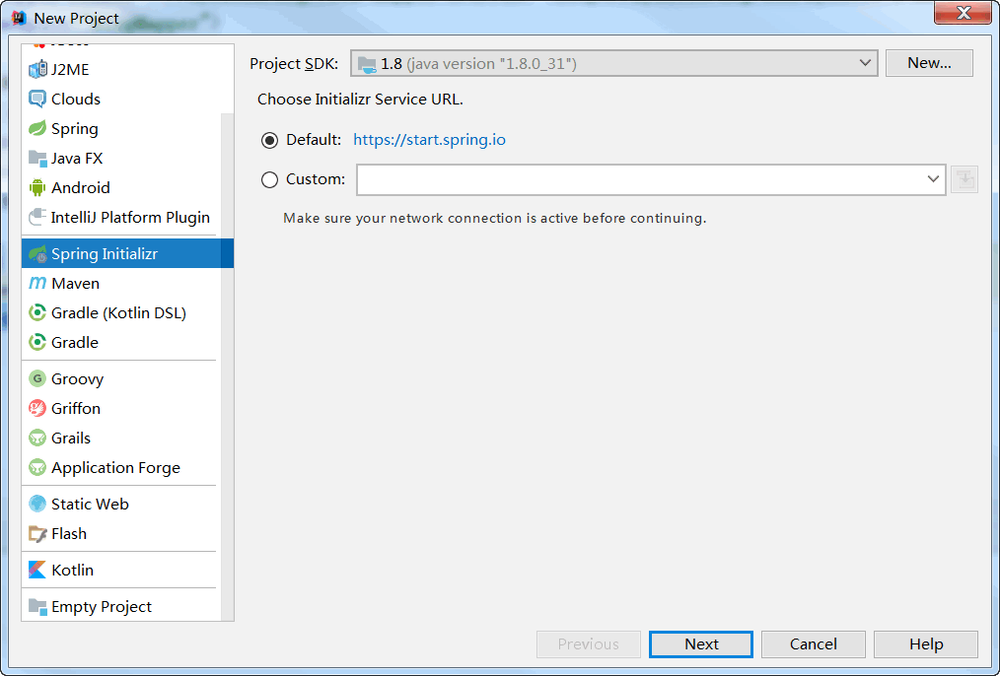 New Project
J2ME
Clouds
Spring
Java FX
Android
IntelliJ Platform Plugin
Spring Initializr
Maven
Gradle (Kotlin DSL)
Gradle
Groovy
Griffon
Grails
Application Forge
Static Web
Flash
Kotlin
Empty Project
Project SDK: 1.8 (java version "1.8.0_31") New...
Choose Initializr Service URL.
Default: https://start.spring.io
Custom:
Make sure your network connection is active before continuing.
Previous Next Cancel Help